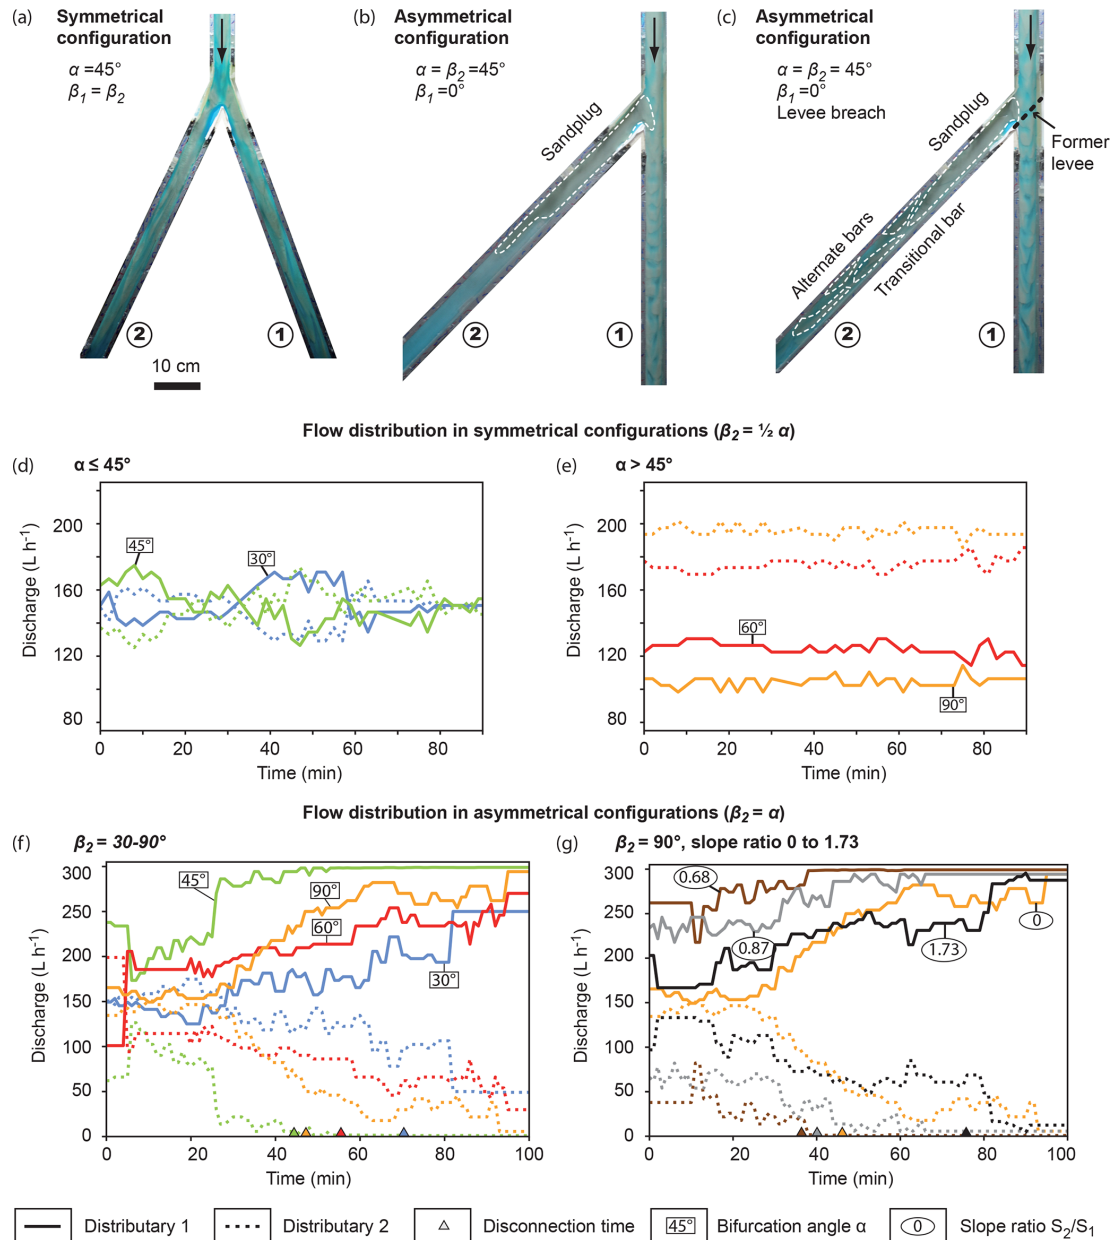 (a)
Symmetrical
configuration
α =45°
β1 = β2
2
1
10 cm
(b)
Asymmetrical
configuration
α = β2 =45°
β1=0°
Sandplug
2
1
(c)
Asymmetrical
configuration
α = β2 = 45°
β1=0°
Levee breach
Sandplug
Former
levee
Alternate bars
Transitional bar
2
1
Flow distribution in symmetrical configurations (β2 = ½ α)
(d)
α ≤ 45°
Discharge (L h-1)
200
160
120
80
45°
30°
0 20 40 60 80
Time (min)
(e)
α > 45°
Discharge (L h-1)
200
160
120
80
60°
90°
0 20 40 60 80
Time (min)
Flow distribution in asymmetrical configurations (β2 = α)
(f)
β2 = 30-90°
Discharge (L h-1)
300
250
200
150
100
50
0
45°
90°
60°
30°
0 20 40 60 80 100
Time (min)
(g)
β2 = 90°, slope ratio 0 to 1.73
Discharge (L h-1)
300
250
200
150
100
50
0
0.68
0.87
1.73
0
0 20 40 60 80 100
Time (min)
Distributary 1
Distributary 2
Disconnection time
45° Bifurcation angle α
0 Slope ratio S2/S1